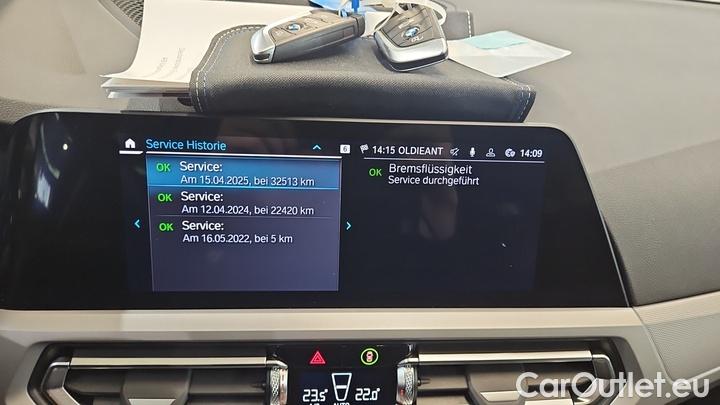 Service Historie
6
14:15 OLDIEANT
14:09
OK Service:
Am 15.04.2025, bei 32513 km
OK Service:
Am 12.04.2024, bei 22420 km
OK Service:
Am 16.05.2022, bei 5 km
OK Bremsflüssigkeit
Service durchgeführt
23.5
22.0
AUTO
CarOutlet.eu